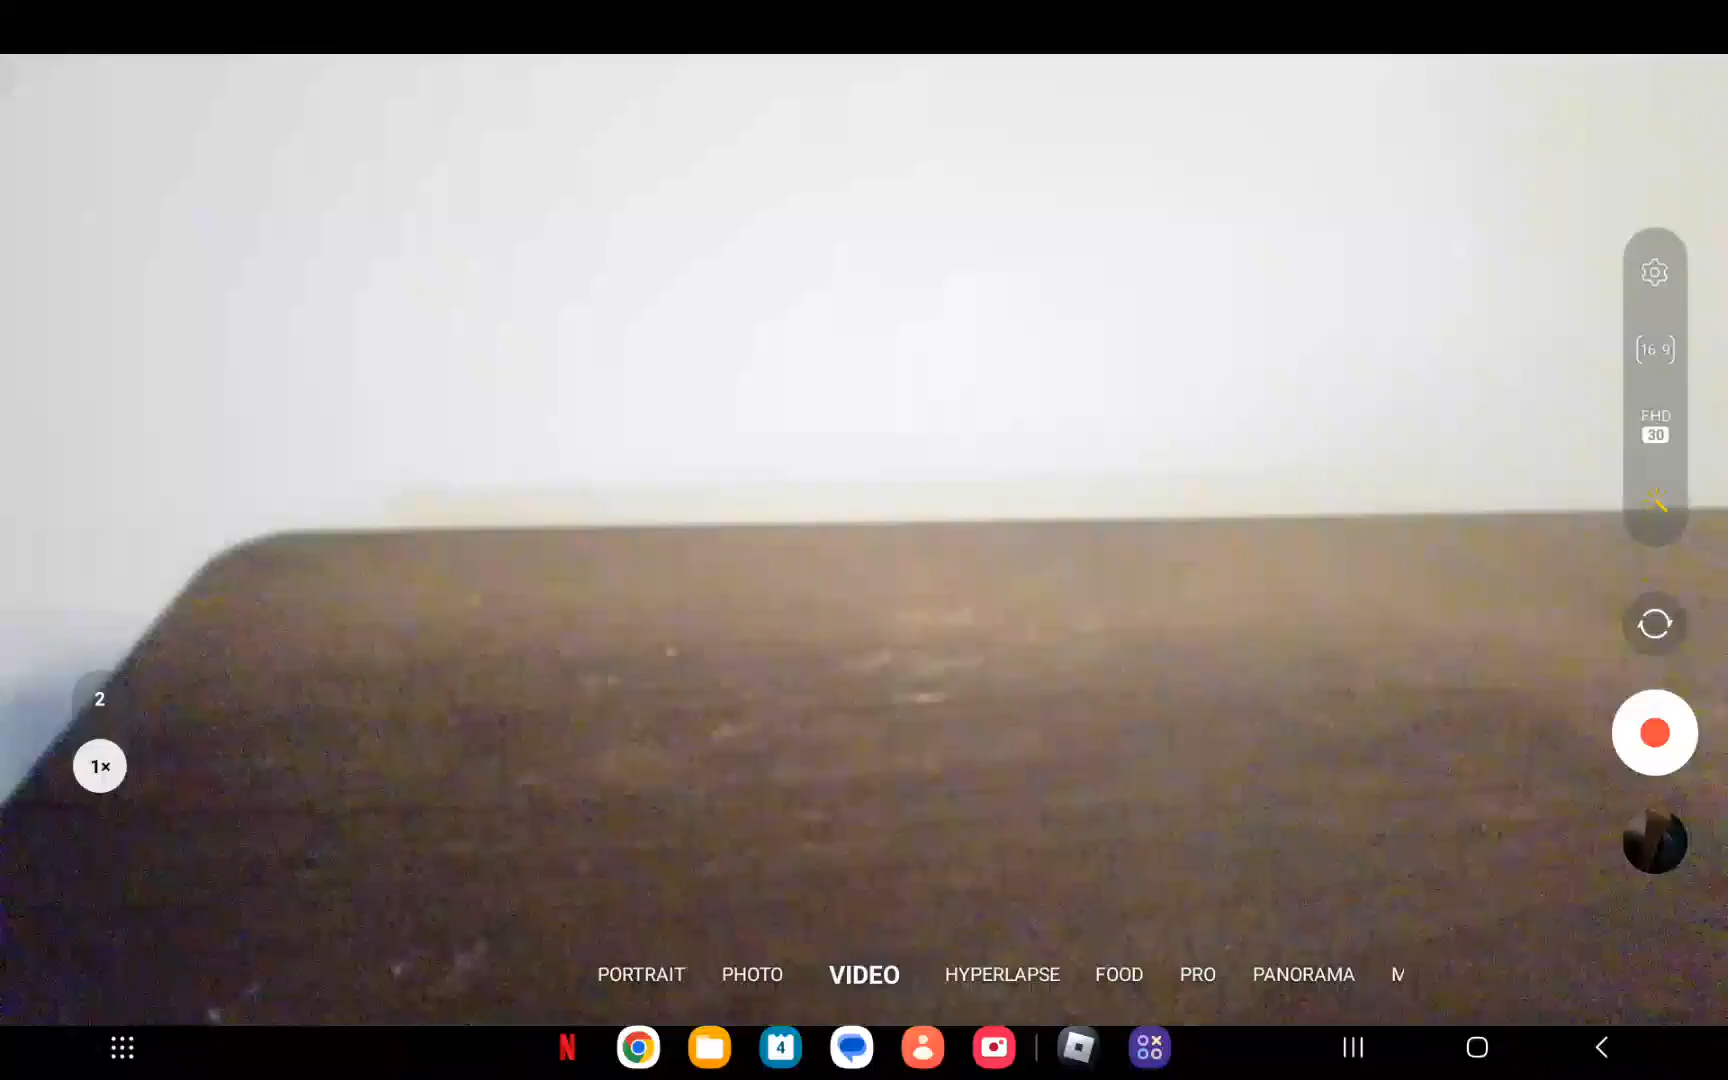 16 9
FHD
30
2
1×
PORTRAIT PHOTO VIDEO HYPERLAPSE FOOD PRO PANORAMA M
N 4